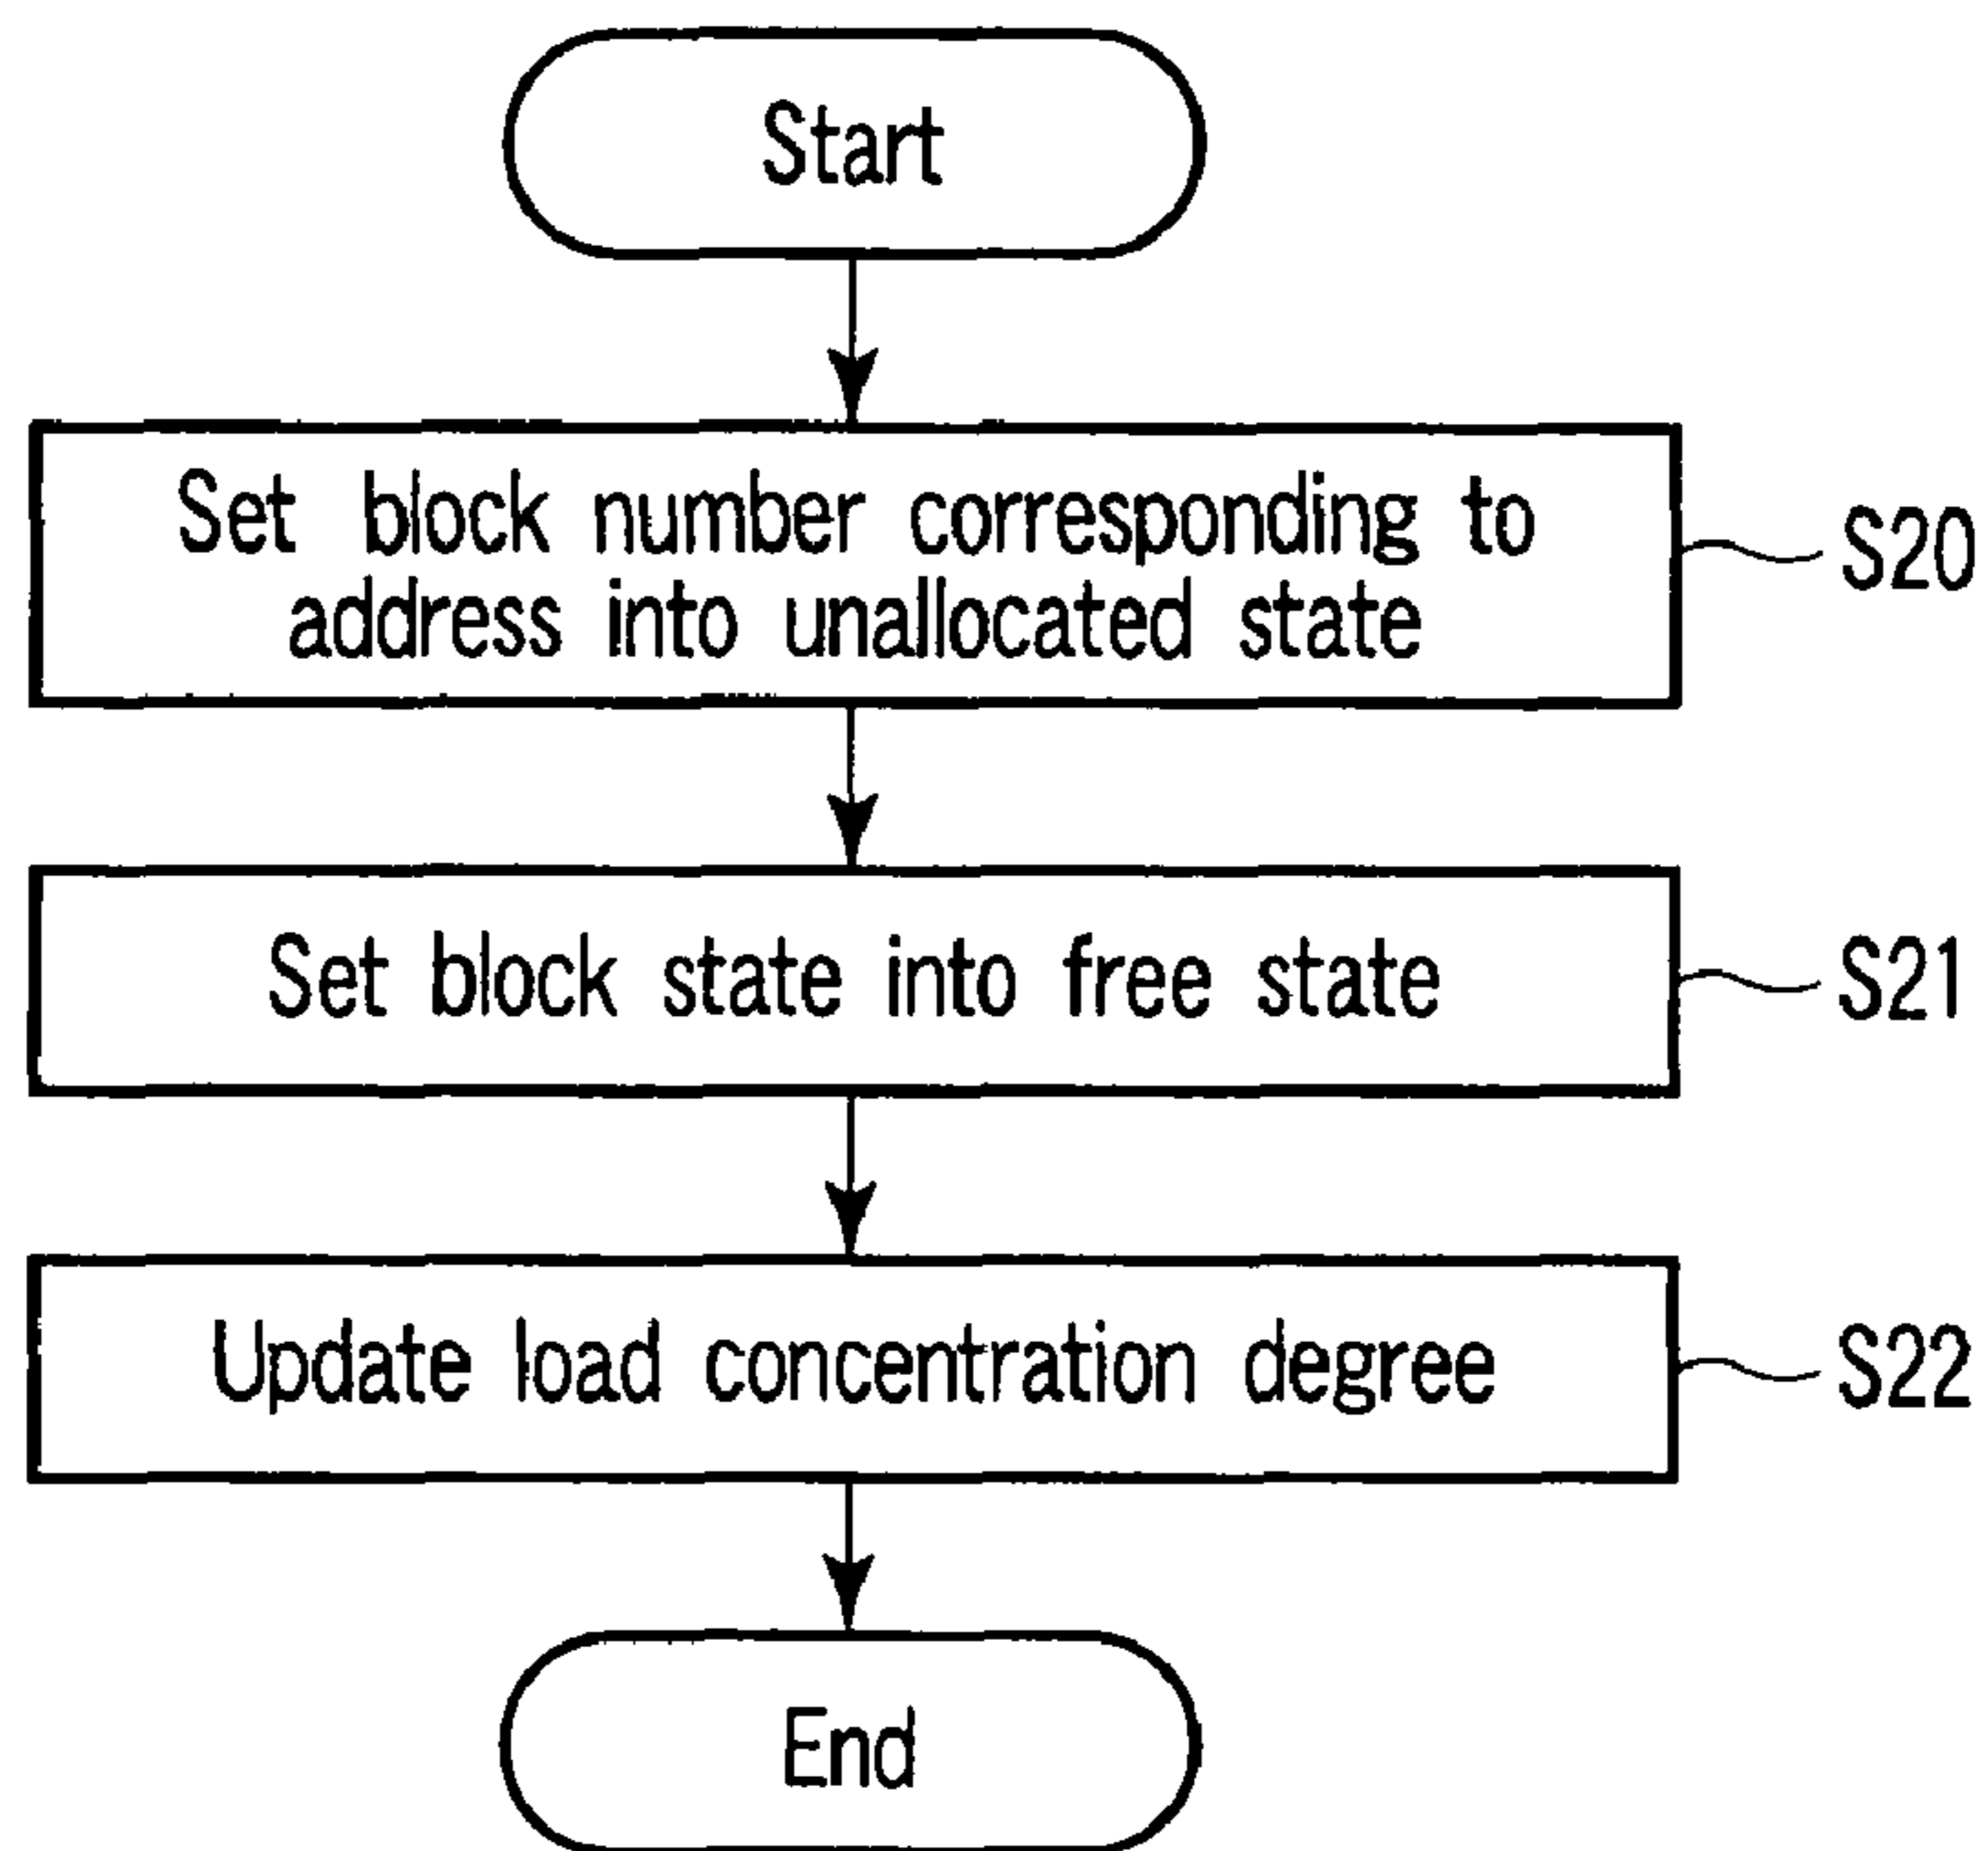 Start
Set block number corresponding to
address into unallocated state
S20
Set block state into free state
S21
Update load concentration degree
S22
End